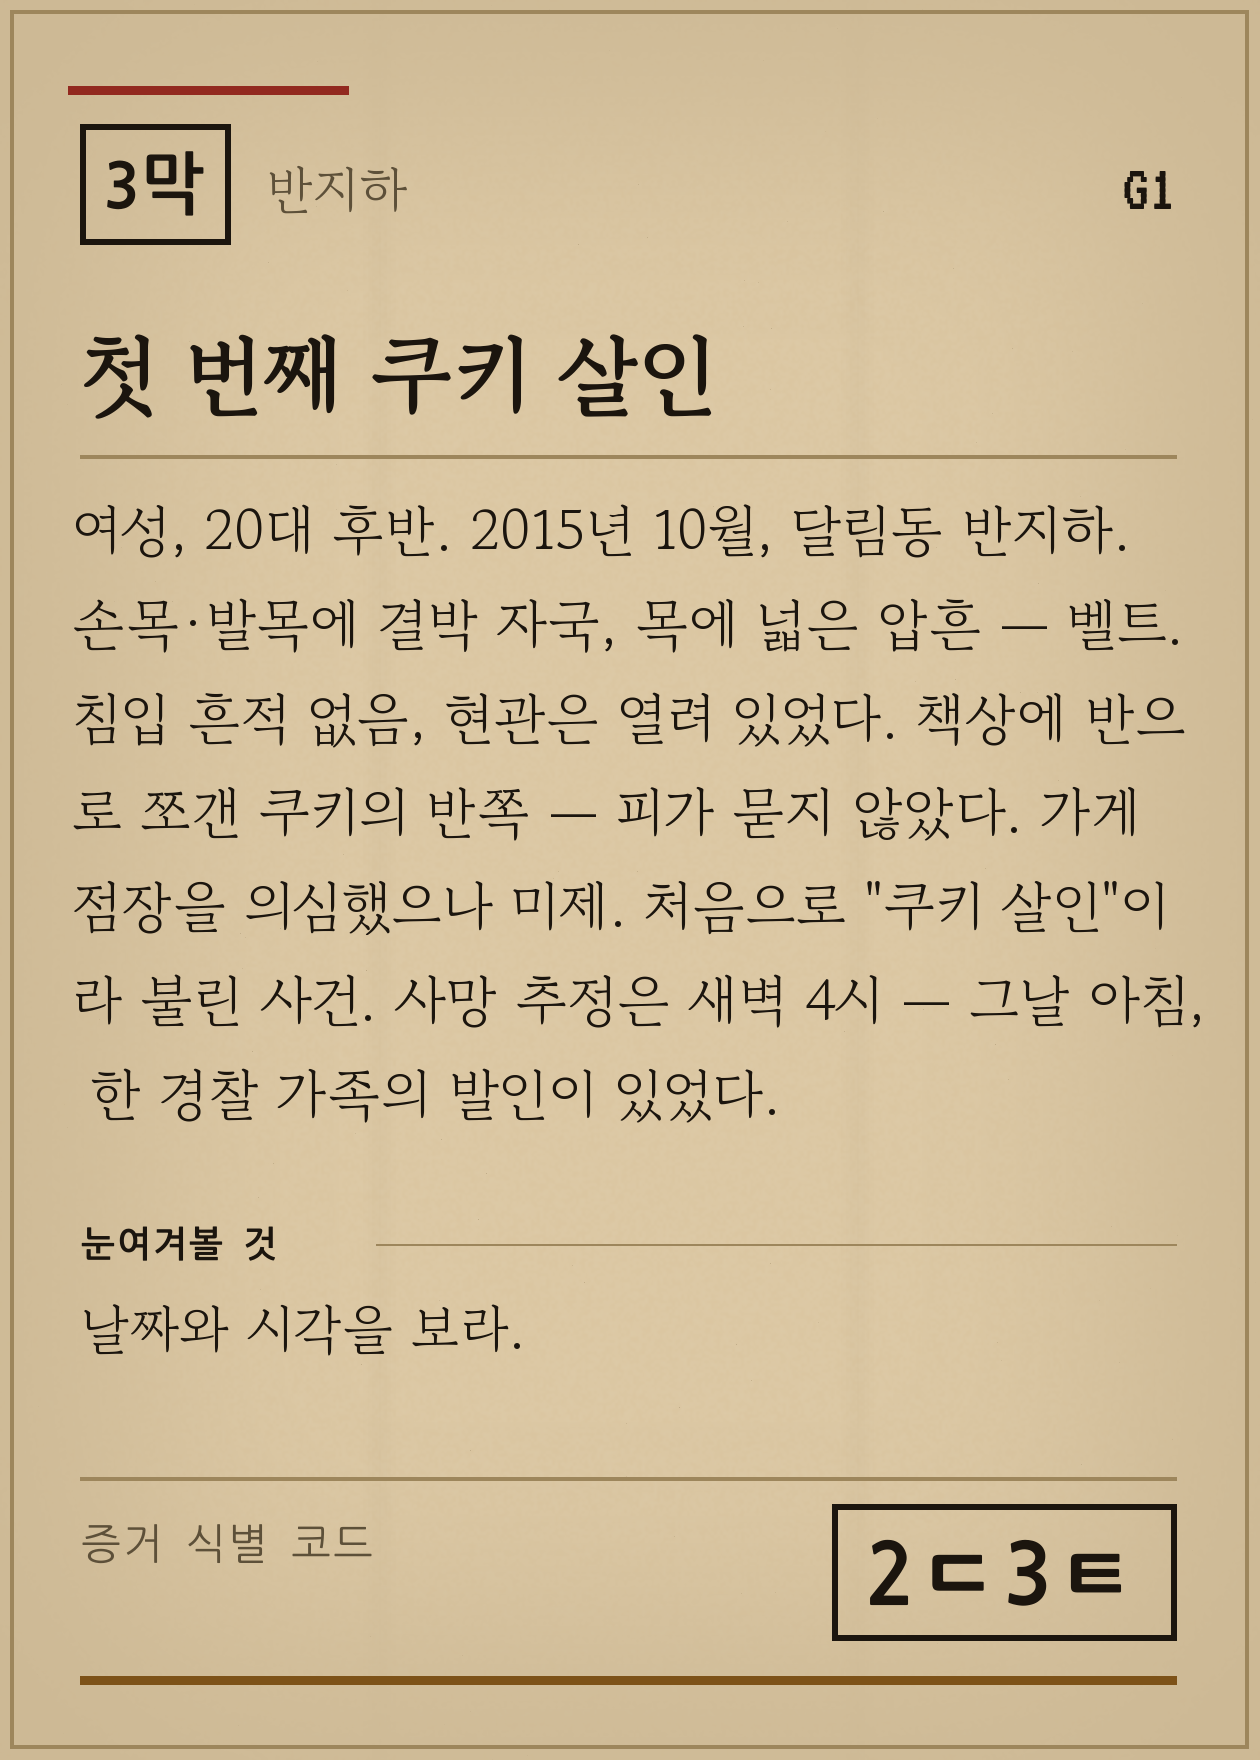 3막 반지하 G1
첫 번째 쿠키 살인
여성, 20대 후반. 2015년 10월, 달림동 반지하.
손목·발목에 결박 자국, 목에 넓은 압흔 — 벨트.
침입 흔적 없음, 현관은 열려 있었다. 책상에 반으
로 쪼갠 쿠키의 반쪽 — 피가 묻지 않았다. 가게
점장을 의심했으나 미제. 처음으로 "쿠키 살인"이
라 불린 사건. 사망 추정은 새벽 4시 — 그날 아침,
한 경찰 가족의 발인이 있었다.
눈여겨볼 것
날짜와 시각을 보라.
증거 식별 코드 2ㄷ3ㅌ